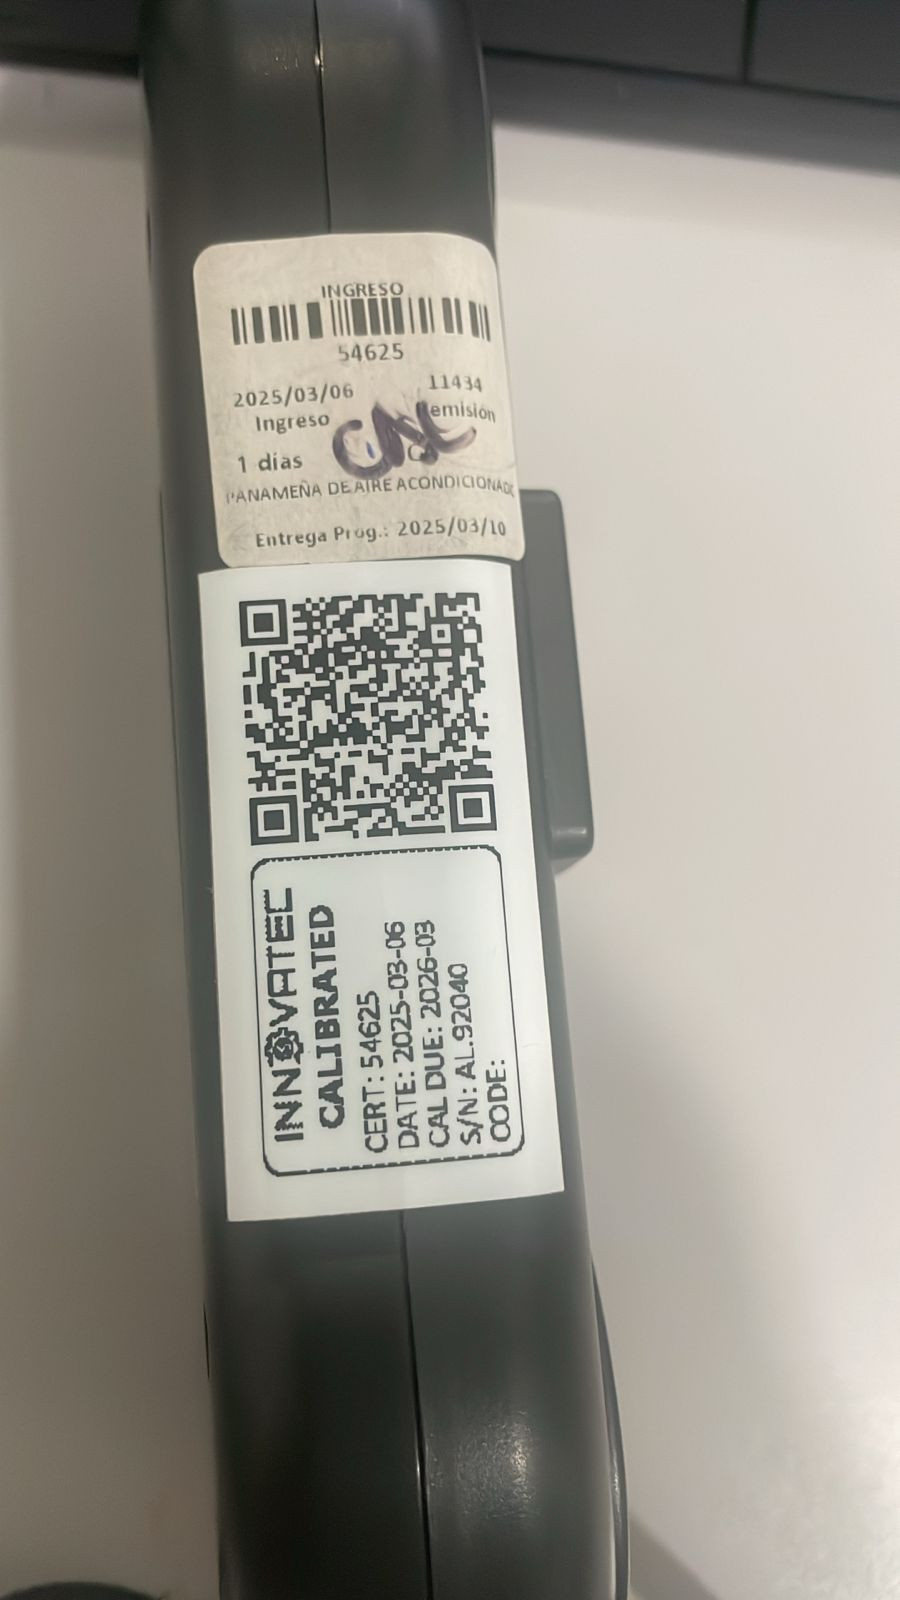 INGRESO
54625
2025/03/06 11434
Ingreso Remisión
1 días
CAL
PANAMEÑA DE AIRE ACONDICIONADO
Entrega Prog.: 2025/03/10
INNOVATEC
CALIBRATED
CERT: 54625
DATE: 2025-03-06
CAL DUE: 2026-03
S/N: AL.92040
CODE: